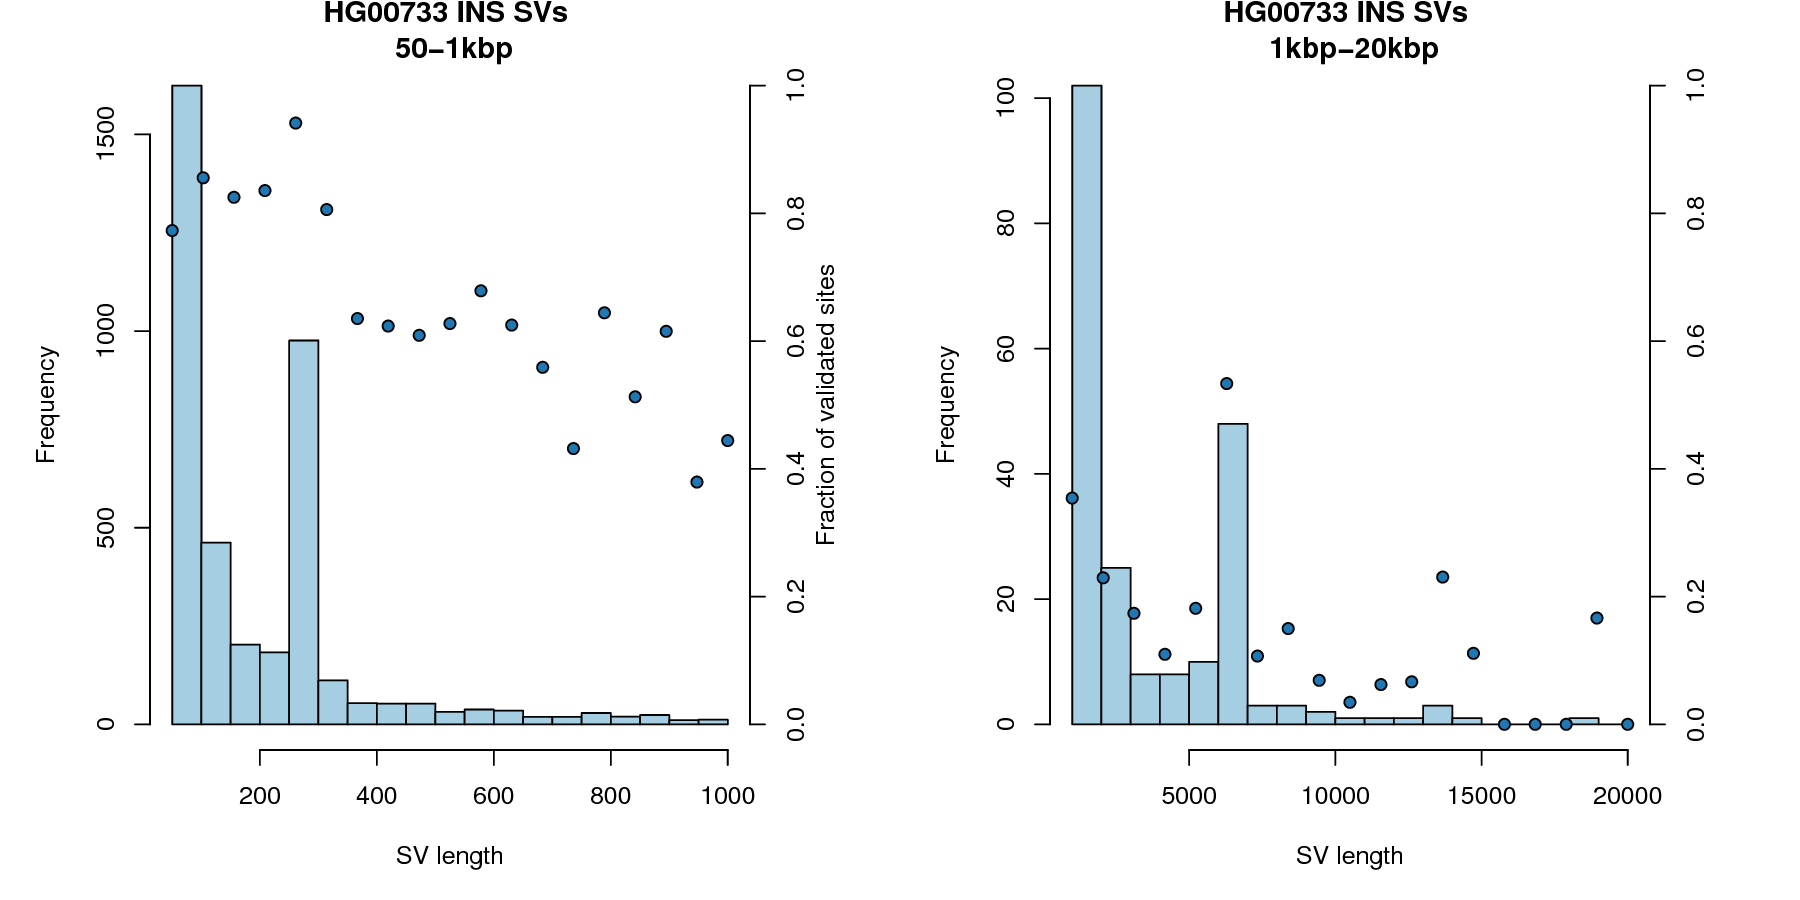 HG00733 INS SVs
50−1kbp
Frequency
0
500
1000
1500
0.0
0.2
0.4
0.6
0.8
1.0
Fraction of validated sites
200 400 600 800 1000
SV length
HG00733 INS SVs
1kbp−20kbp
Frequency
0
20
40
60
80
100
0.0
0.2
0.4
0.6
0.8
1.0
5000 10000 15000 20000
SV length